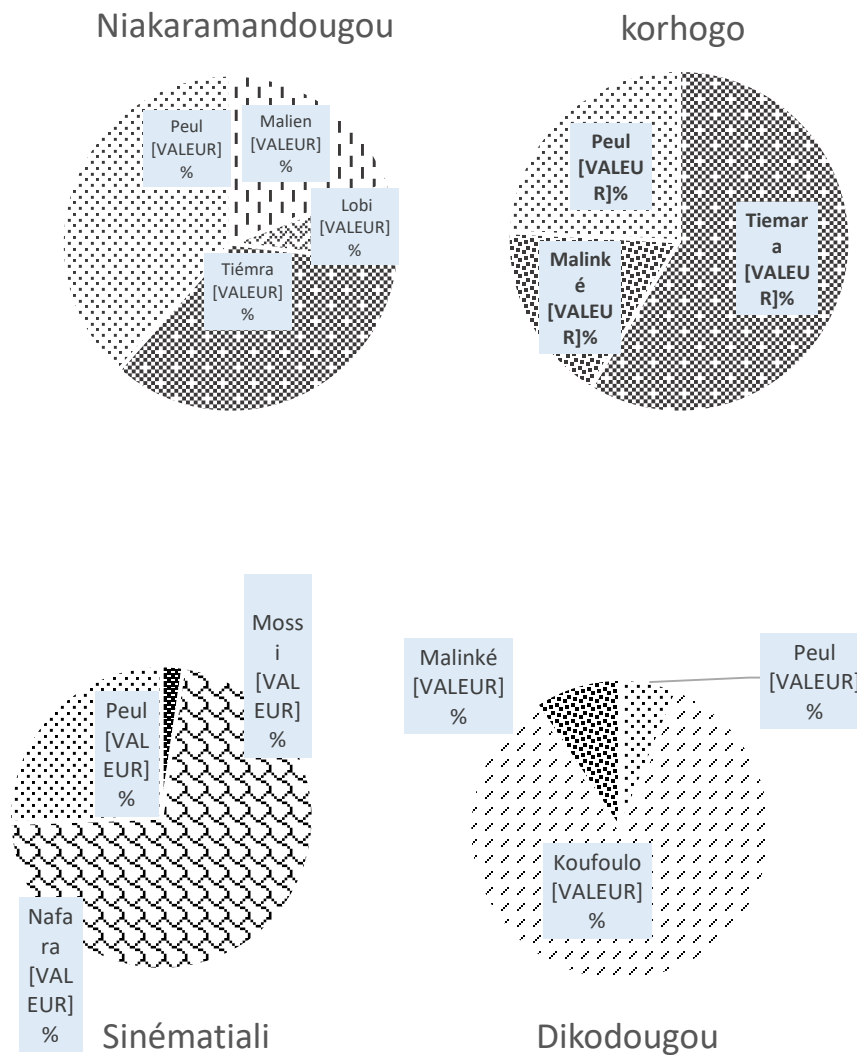 Niakaramandougou
Peul
[VALEUR]
%
Malien
[VALEUR]
%
Lobi
[VALEUR]
%
Tiémra
[VALEUR]
%
korhogo
Peul
[VALEU
R]%
Tiemar
a
[VALEU
R]%
Malink
é
[VALEU
R]%
Moss
i
[VAL
EUR]
%
Peul
[VAL
EUR]
%
Nafa
ra
[VAL
EUR]
%
Sinématiali
Malinké
[VALEUR]
%
Peul
[VALEUR]
%
Koufoulo
[VALEUR]
%
Dikodougou